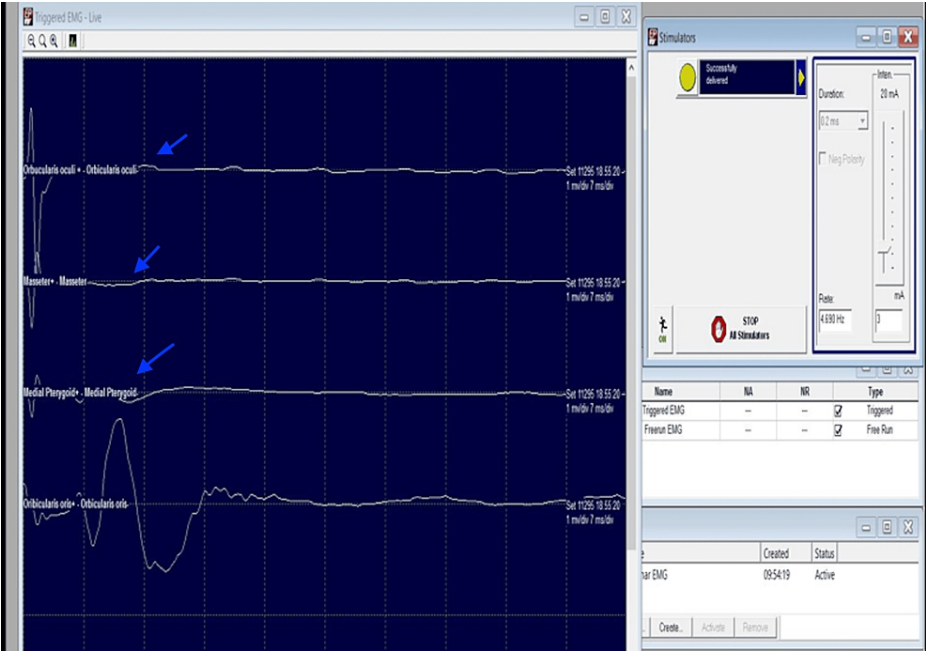 Triggered EMG - Live
Orbucularis oculi + - Orbicularis oculi-
Set 11295 18.55.20 -
1 mv/div 7 ms/div
Masseter+ - Masseter
Set 11295 18.55.20 -
1 mv/div 7 ms/div
Medial Pterygoid+ - Medial Pterygoid
Set 11295 18.55.20 -
1 mv/div 7 ms/div
Oribicularis oris+ - Orbicularis oris-
Set 11295 18.55.20
1 mv/div 7 ms/div
Stimulators
Successfully
delivered
Inten.
Duration:
20 mA
0.2 ms
Neg.Polarity
Rate:
mA
4.690 Hz
3
STOP
All Stimulators
Name NA NR Type
Triggered EMG -- -- Triggered
Freerun EMG -- -- Free Run
Created Status
nar EMG 09:54:19 Active
Create... Activate Remove